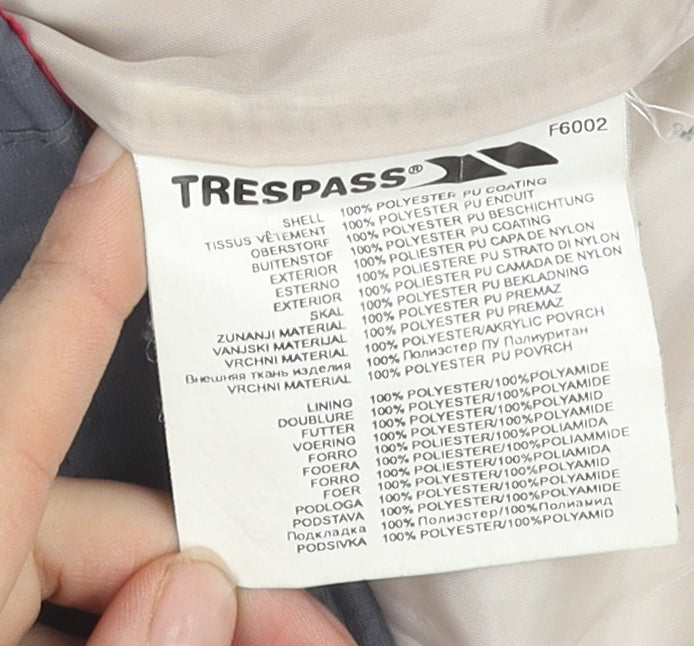 F6002
TRESPASS®
SHELL 100% POLYESTER PU COATING
TISSUS VÊTEMENT 100% POLYESTER PU ENDUIT
OBERSTOFF 100% POLYESTER PU BESCHICHTUNG
BUITENSTOF 100% POLYESTER PU COATING
EXTERIOR 100% POLIESTER PU CAPA DE NYLON
ESTERNO 100% POLIESTERE PU STRATO DI NYLON
EXTERIOR 100% POLIESTER PU CAMADA DE NYLON
SKAL 100% POLYESTER PU BEKLADNING
ZUNANJI MATERIAL 100% POLYESTER PU PREMAZ
VANJSKI MATERIJAL 100% POLYESTER PU PREMAZ
VRCHNI MATERIAL 100% POLYESTER/AKRYLIC POVRCH
Внешняя ткань изделия 100% Полиэстер ПУ Полиуритан
VRCHNI MATERIAL 100% POLYESTER PU POVRCH
LINING 100% POLYESTER/100%POLYAMIDE
DOUBLURE 100% POLYESTER/100%POLYAMIDE
FUTTER 100% POLYESTER/100%POLYAMID
VOERING 100% POLYESTER/100%POLYAMIDE
FORRO 100% POLIESTER/100%POLIAMIDA
FODERA 100% POLIESTERE/100%POLIAMMIDE
FORRO 100% POLIESTER/100%POLIAMIDA
FOER 100% POLYESTER/100%POLYAMID
PODLOGA 100% POLYESTER/100%POLYAMIDE
PODSTAVA 100% POLYESTER/100%POLYAMIDE
Подкладка 100% Полиэстер/100%Полиамид
PODSIVKA 100% POLYESTER/100%POLYAMID